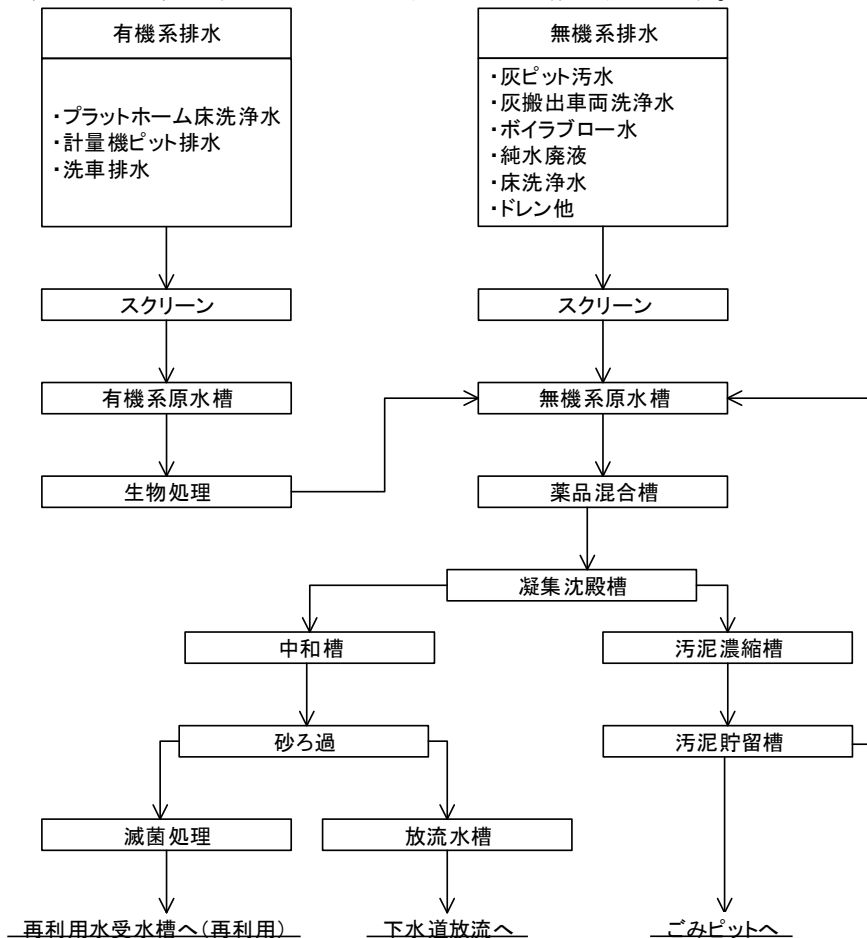 有機系排水
・プラットホーム床洗浄水
・計量機ピット排水
・洗車排水
無機系排水
・灰ピット汚水
・灰搬出車両洗浄水
・ボイラブロー水
・純水廃液
・床洗浄水
・ドレン他
スクリーン
スクリーン
有機系原水槽
無機系原水槽
生物処理
薬品混合槽
凝集沈殿槽
中和槽
汚泥濃縮槽
砂ろ過
汚泥貯留槽
滅菌処理
放流水槽
再利用水受水槽へ(再利用)
下水道放流へ
ごみピットへ